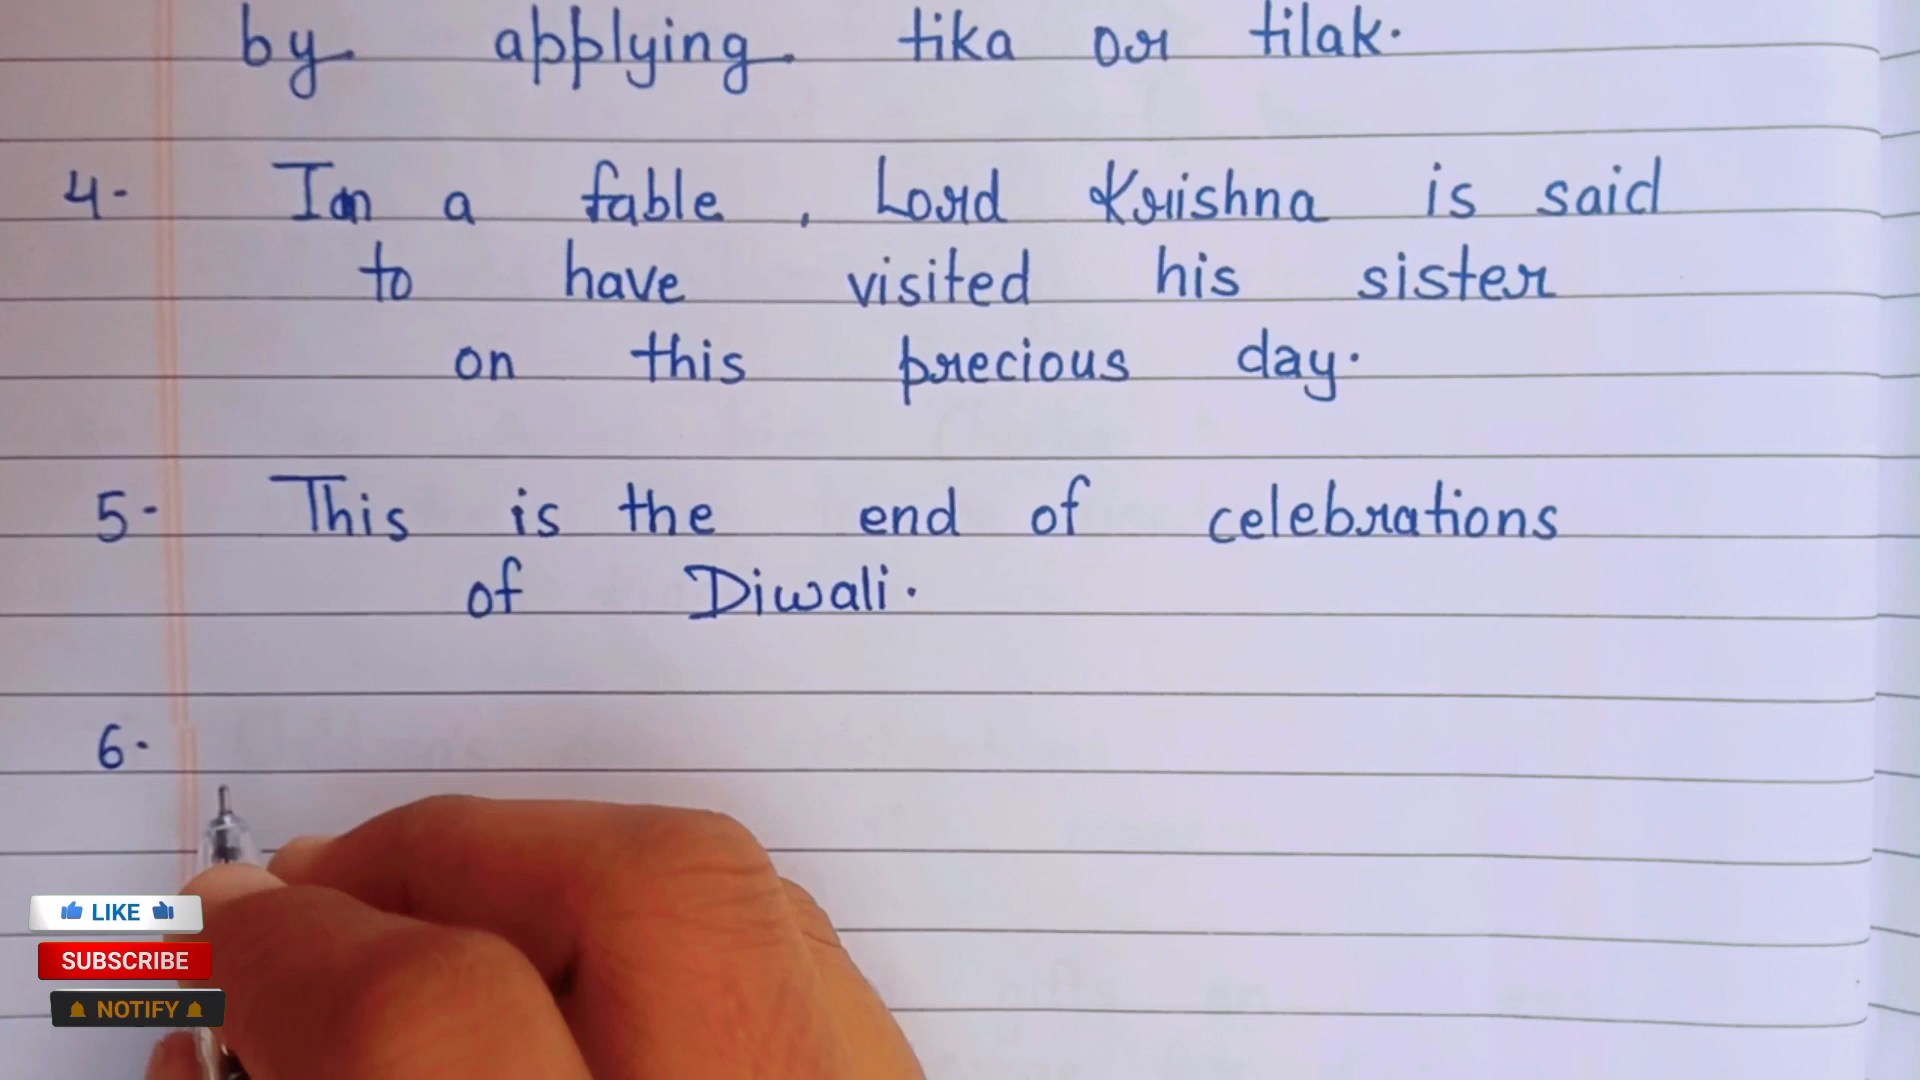 by applying tika or tilak.
4- In a fable, Lord Krishna is said
to have visited his sister
on this precious day.
5- This is the end of celebrations
of Diwali.
6-
LIKE
SUBSCRIBE
NOTIFY